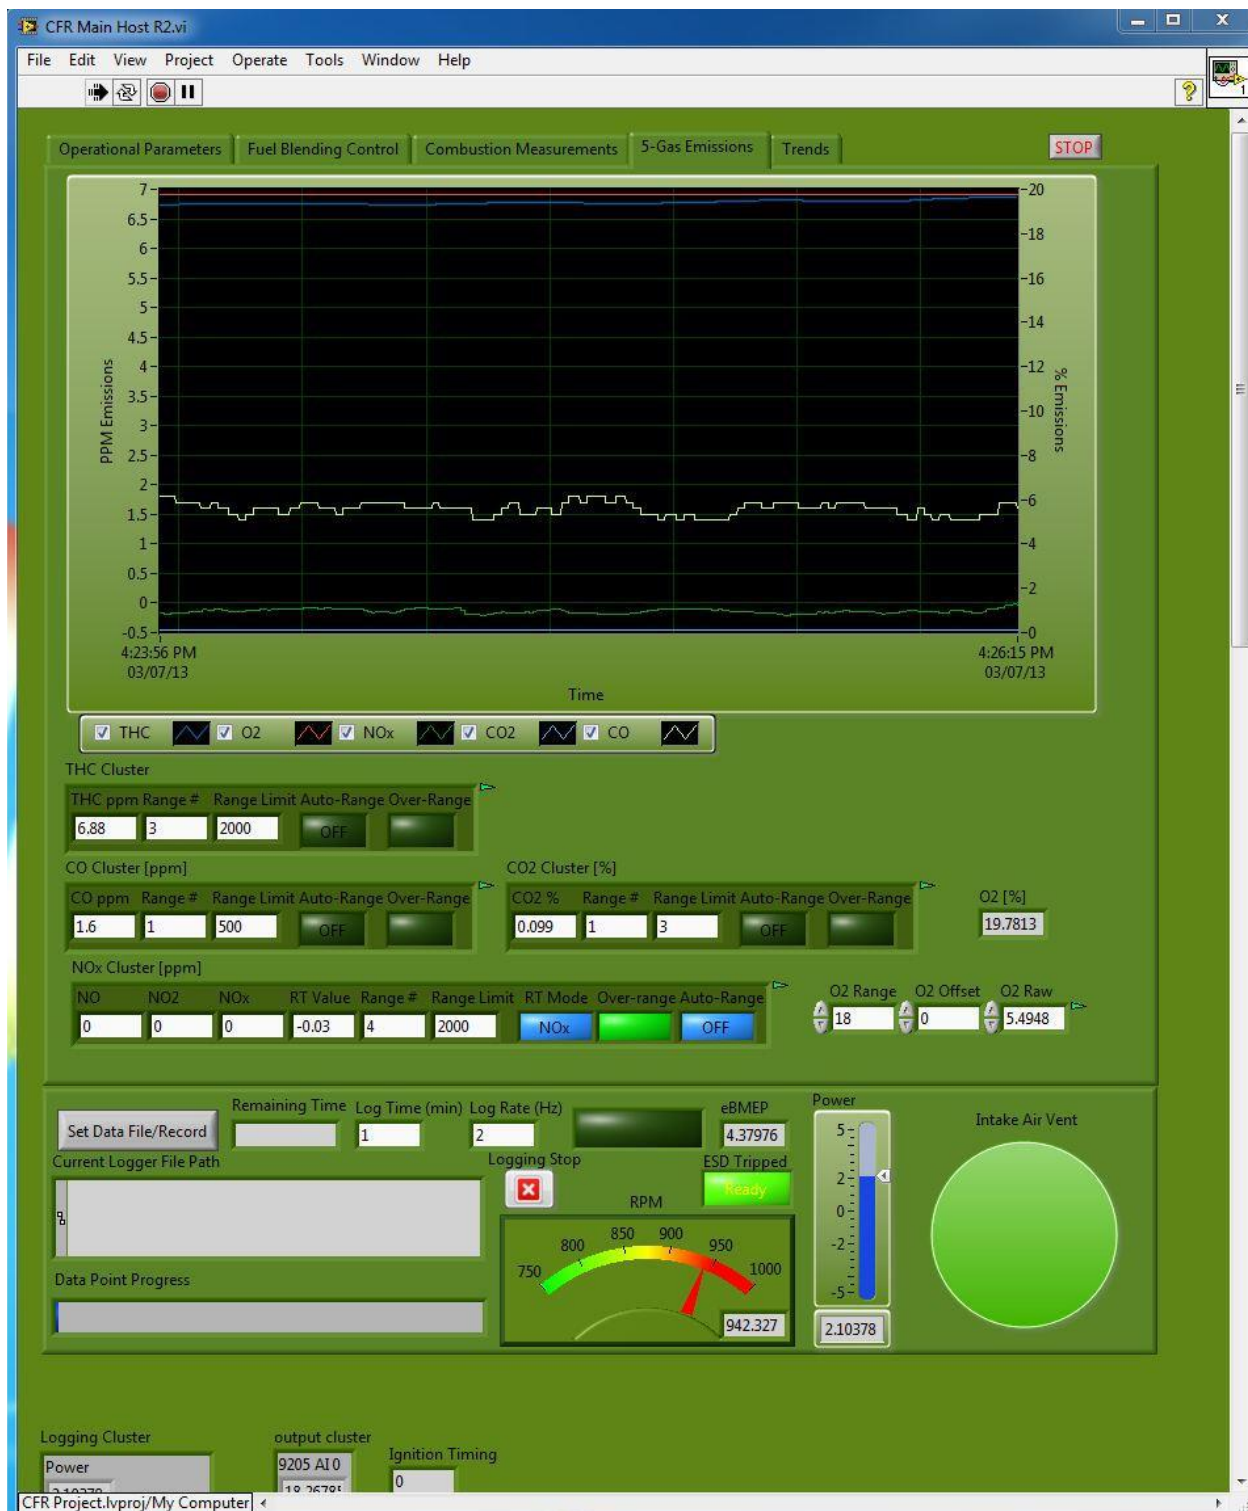 CFR Main Host R2.vi
File Edit View Project Operate Tools Window Help
1
Operational Parameters Fuel Blending Control Combustion Measurements 5-Gas Emissions Trends STOP
7 20
6.5
18
6
5.5 16
5
14
4.5
4 12
PPM Emissions % Emissions
3.5
10
3
2.5 8
2
6
1.5
1 4
0.5
2
0
-0.5 0
4:23:56 PM 4:26:15 PM
03/07/13 03/07/13
Time
THC O2 NOx CO2 CO
THC Cluster
THC ppm Range # Range Limit Auto-Range Over-Range
6.88 3 2000 OFF
CO Cluster [ppm] CO2 Cluster [%]
CO ppm Range # Range Limit Auto-Range Over-Range CO2 % Range # Range Limit Auto-Range Over-Range O2 [%]
1.6 1 500 OFF 0.099 1 3 OFF 19.7813
NOx Cluster [ppm]
NO NO2 NOx RT Value Range # Range Limit RT Mode Over-range Auto-Range O2 Range O2 Offset O2 Raw
0 0 0 -0.03 4 2000 NOx OFF 18 0 5.4948
Remaining Time Log Time (min) Log Rate (Hz) eBMEP Power Intake Air Vent
Set Data File/Record 1 2 4.37976
Current Logger File Path Logging Stop ESD Tripped
Ready
RPM
5
2
0
-2
-5
750 800 850 900 950 1000
Data Point Progress
942.327 2.10378
Logging Cluster output cluster Ignition Timing
Power 9205 AI 0
2.10378 18.2678 0
CFR Project.lvproj/My Computer